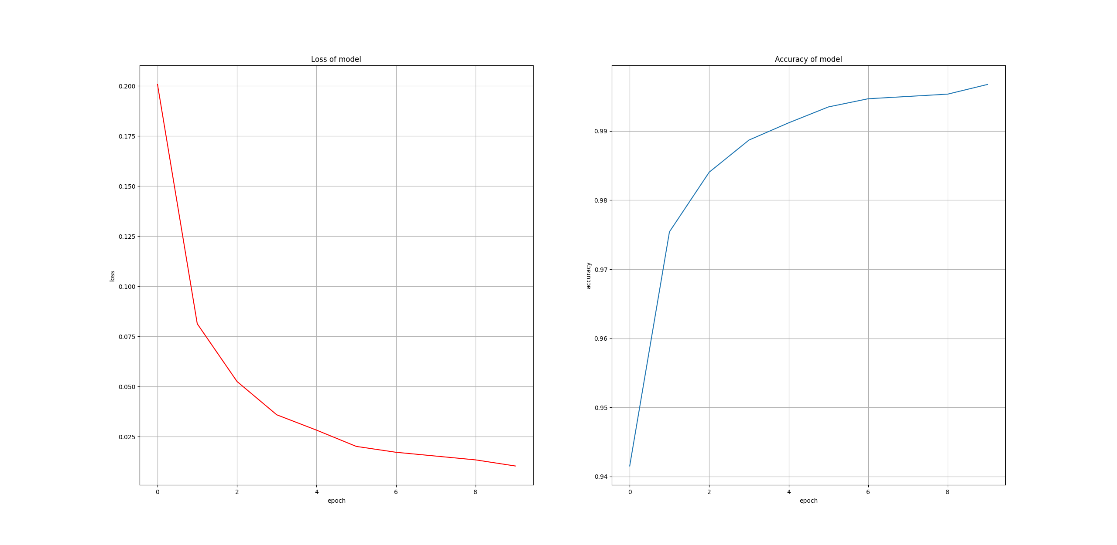 Loss of model
0.200
0.175
0.150
0.125
0.100
0.075
0.050
0.025
loss
0 2 4 6 8
epoch
Accuracy of model
0.99
0.98
0.97
0.96
0.95
0.94
accuracy
0 2 4 6 8
epoch